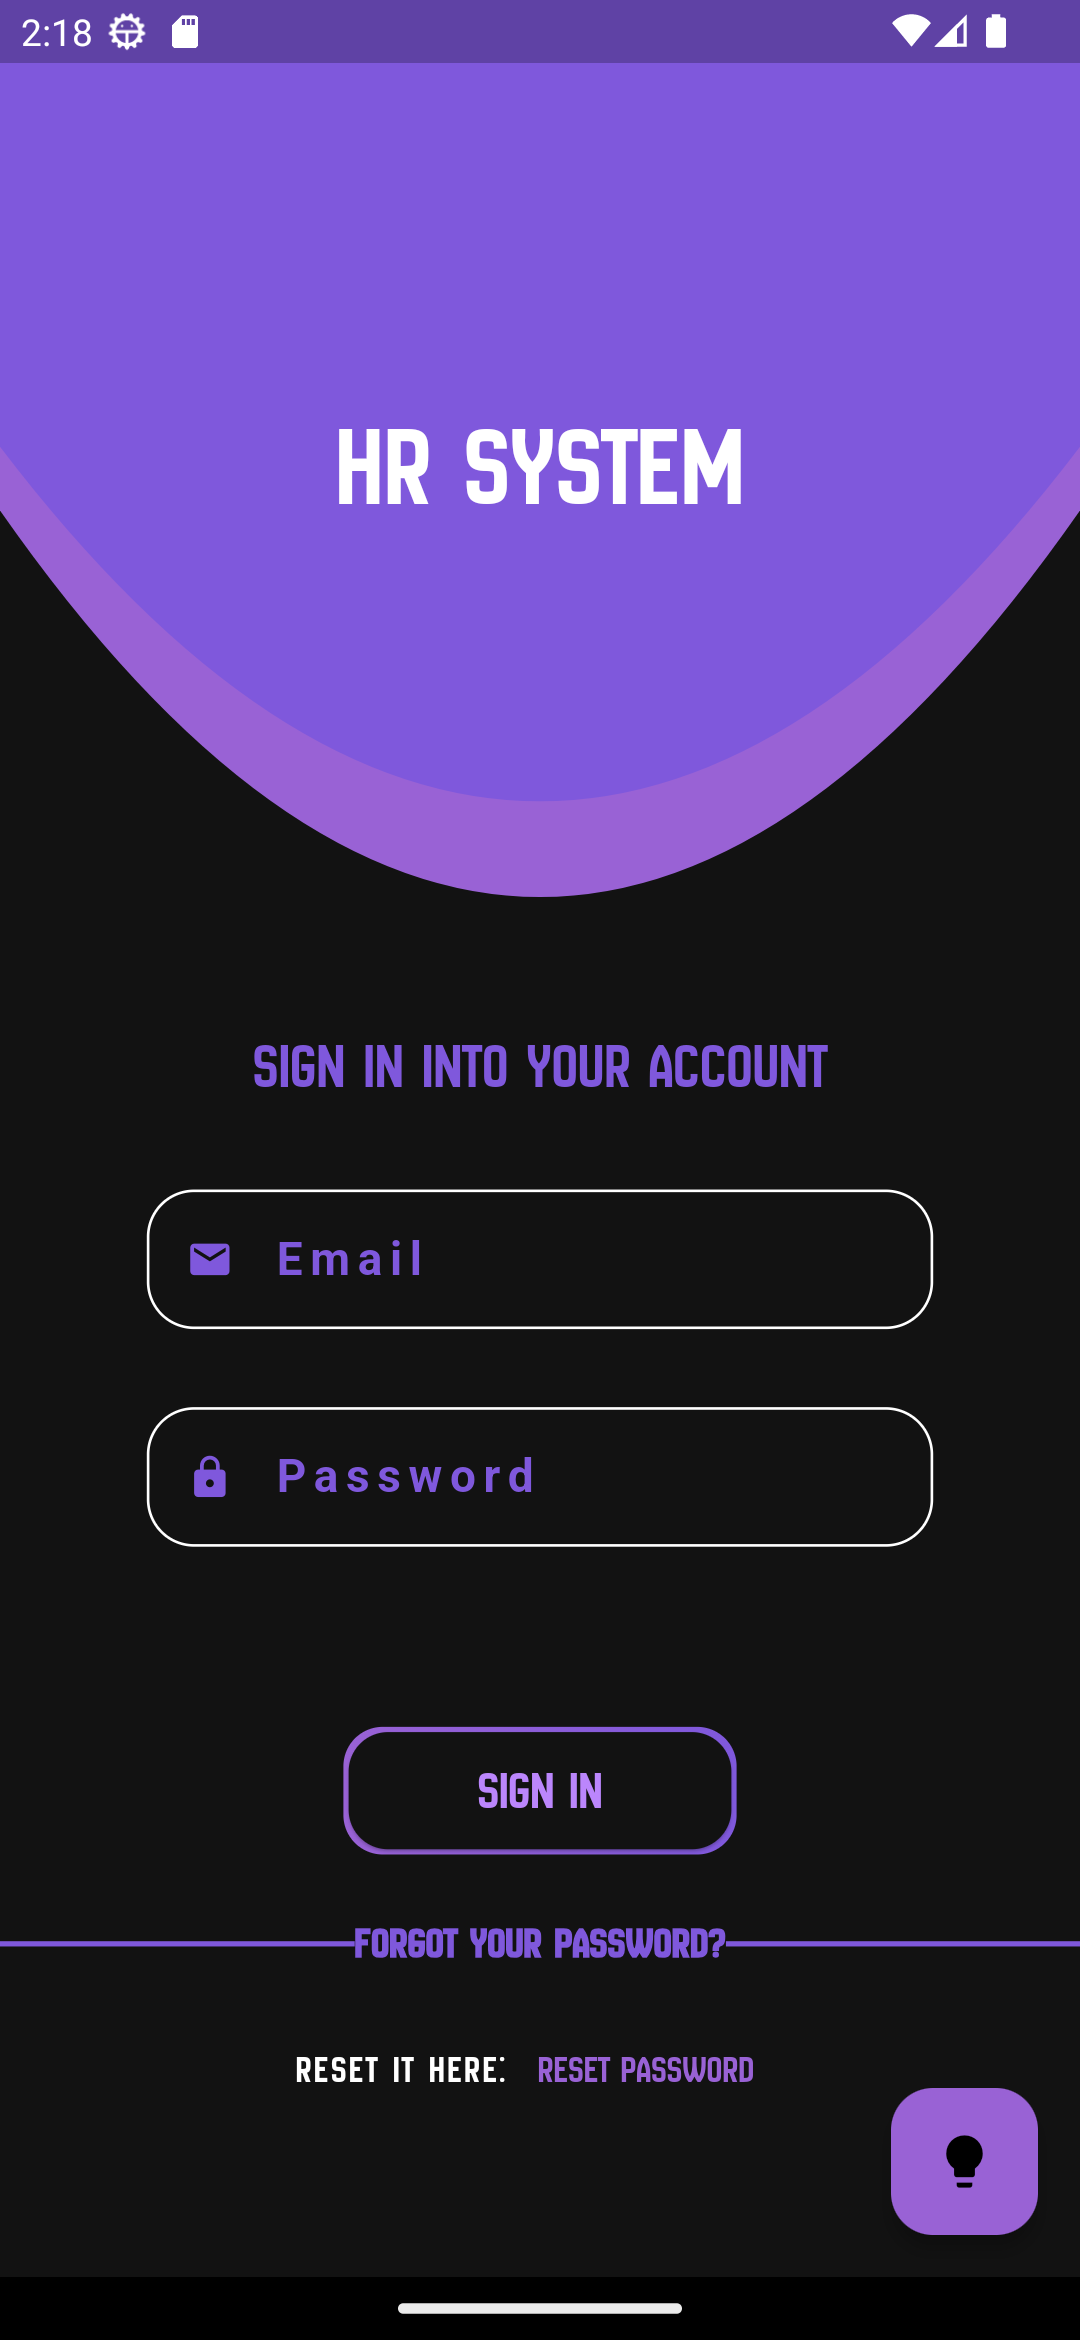 2:18
HR SYSTEM
SIGN IN INTO YOUR ACCOUNT
Email
Password
SIGN IN
FORGOT YOUR PASSWORD?
RESET IT HERE: RESET PASSWORD